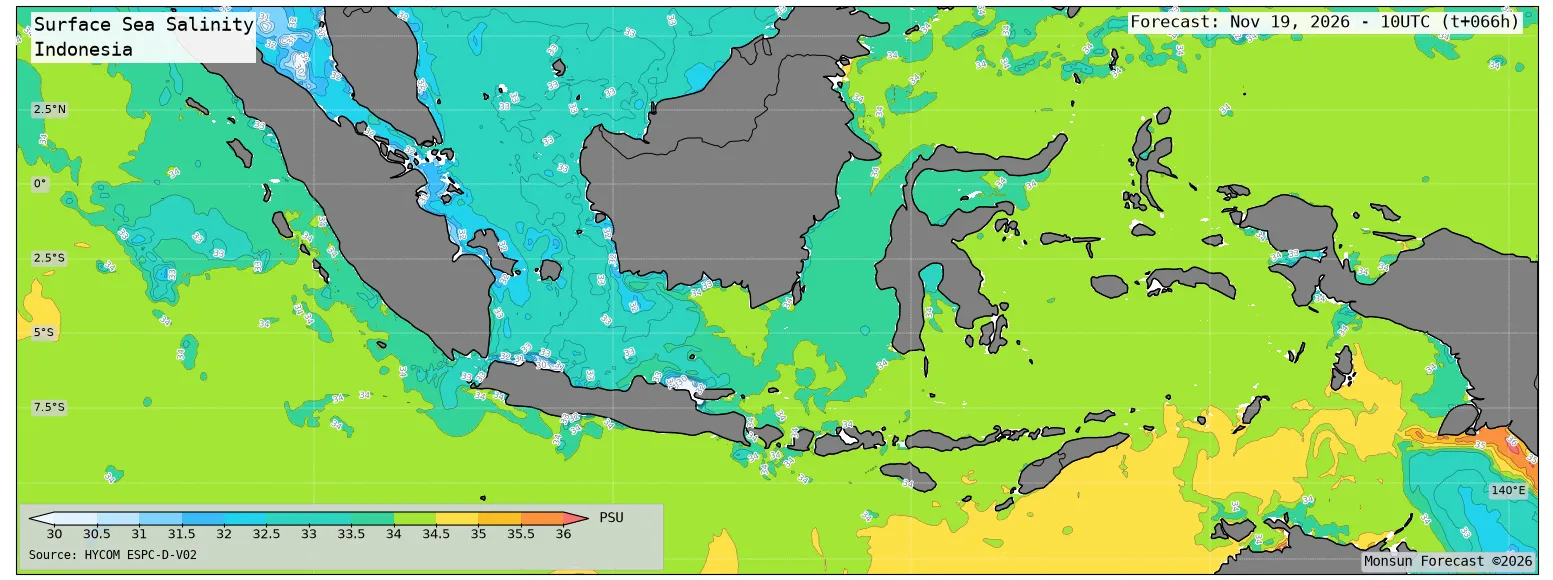 Surface Sea Salinity
Indonesia
Forecast: Nov 19, 2026 - 10UTC (t+066h)
2.5°N
0°
2.5°S
5°S
7.5°S
140°E
PSU
30 30.5 31 31.5 32 32.5 33 33.5 34 34.5 35 35.5 36
Source: HYCOM ESPC-D-V02
Monsun Forecast ©2026